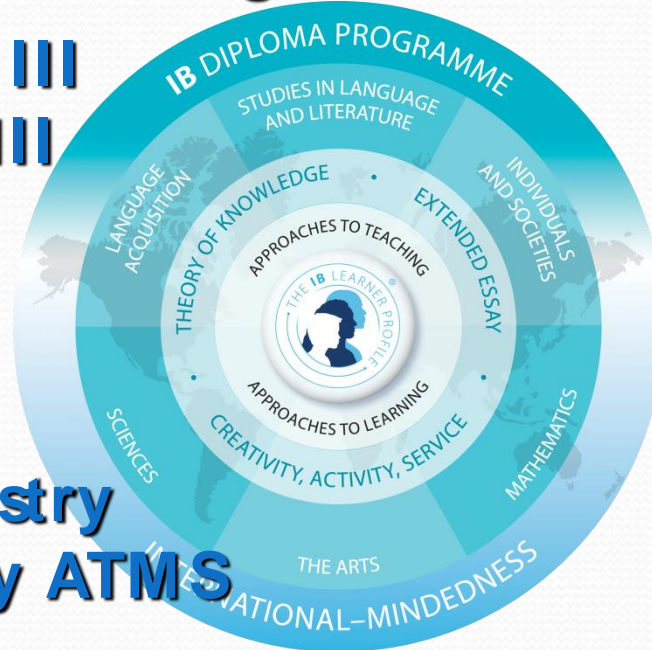 III
III
IB DIPLOMA PROGRAMME
STUDIES IN LANGUAGE
AND LITERATURE
LANGUAGE
ACQUISITION
INDIVIDUALS
AND SOCIETIES
THEORY OF KNOWLEDGE
EXTENDED ESSAY
APPROACHES TO TEACHING
THE IB LEARNER PROFILE ®
APPROACHES TO LEARNING
CREATIVITY, ACTIVITY, SERVICE
SCIENCES
MATHEMATICS
THE ARTS
stry
y ATMS
INTERNATIONAL–MINDEDNESS